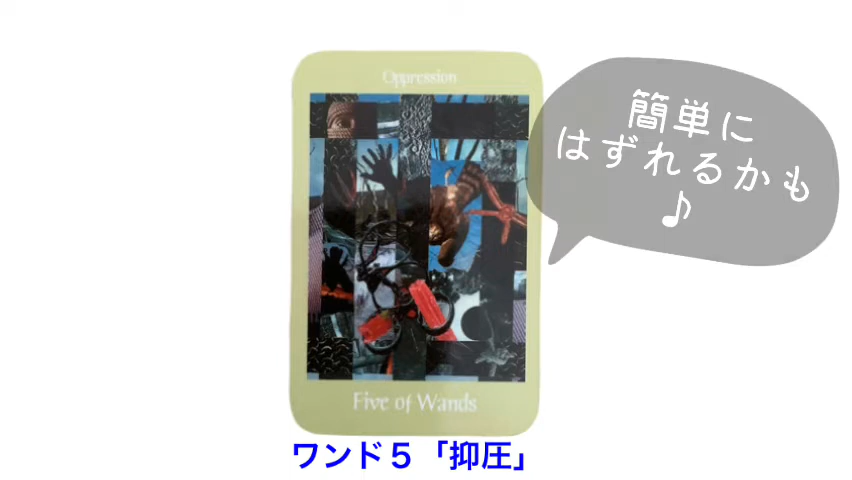 Oppression
簡単に
はずれるかも
♪
Five of Wands
ワンド５「抑圧」